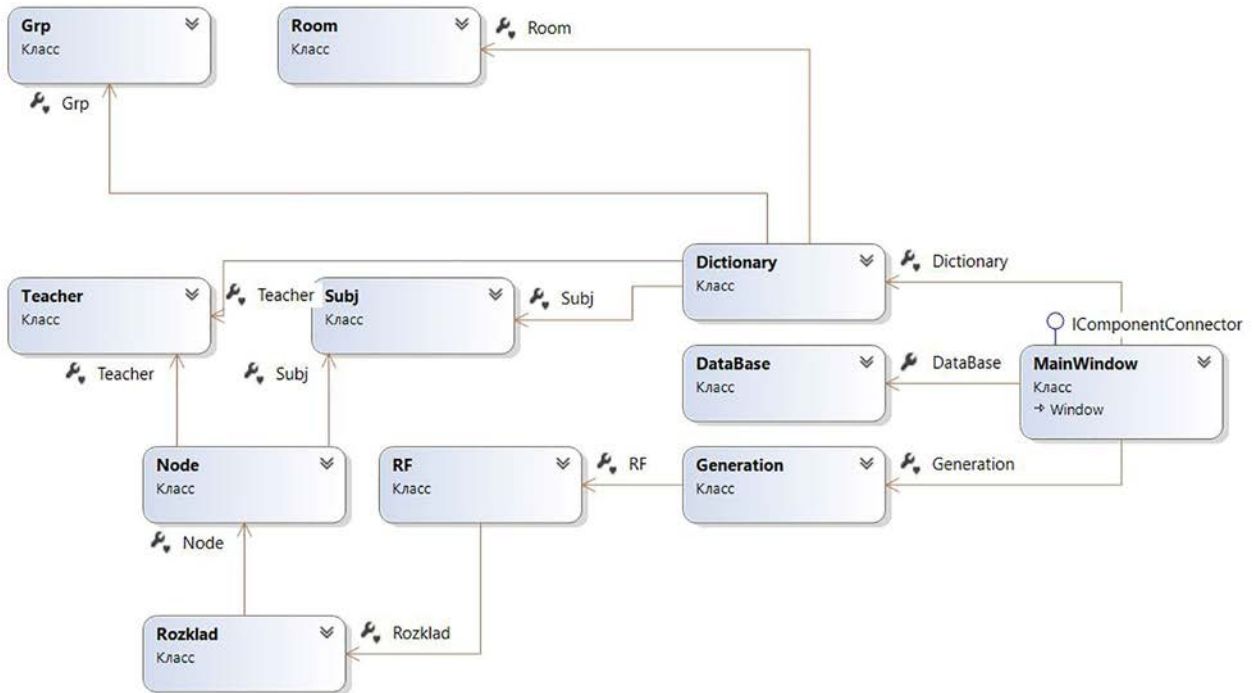 Grp
Класс
Room
Класс
Room
Grp
Dictionary
Класс
Dictionary
Teacher
Класс
Teacher
Subj
Класс
Subj
IComponentConnector
DataBase
Класс
DataBase
MainWindow
Класс
Window
Teacher
Subj
Node
Класс
RF
Класс
RF
Generation
Класс
Generation
Node
Rozklad
Класс
Rozklad